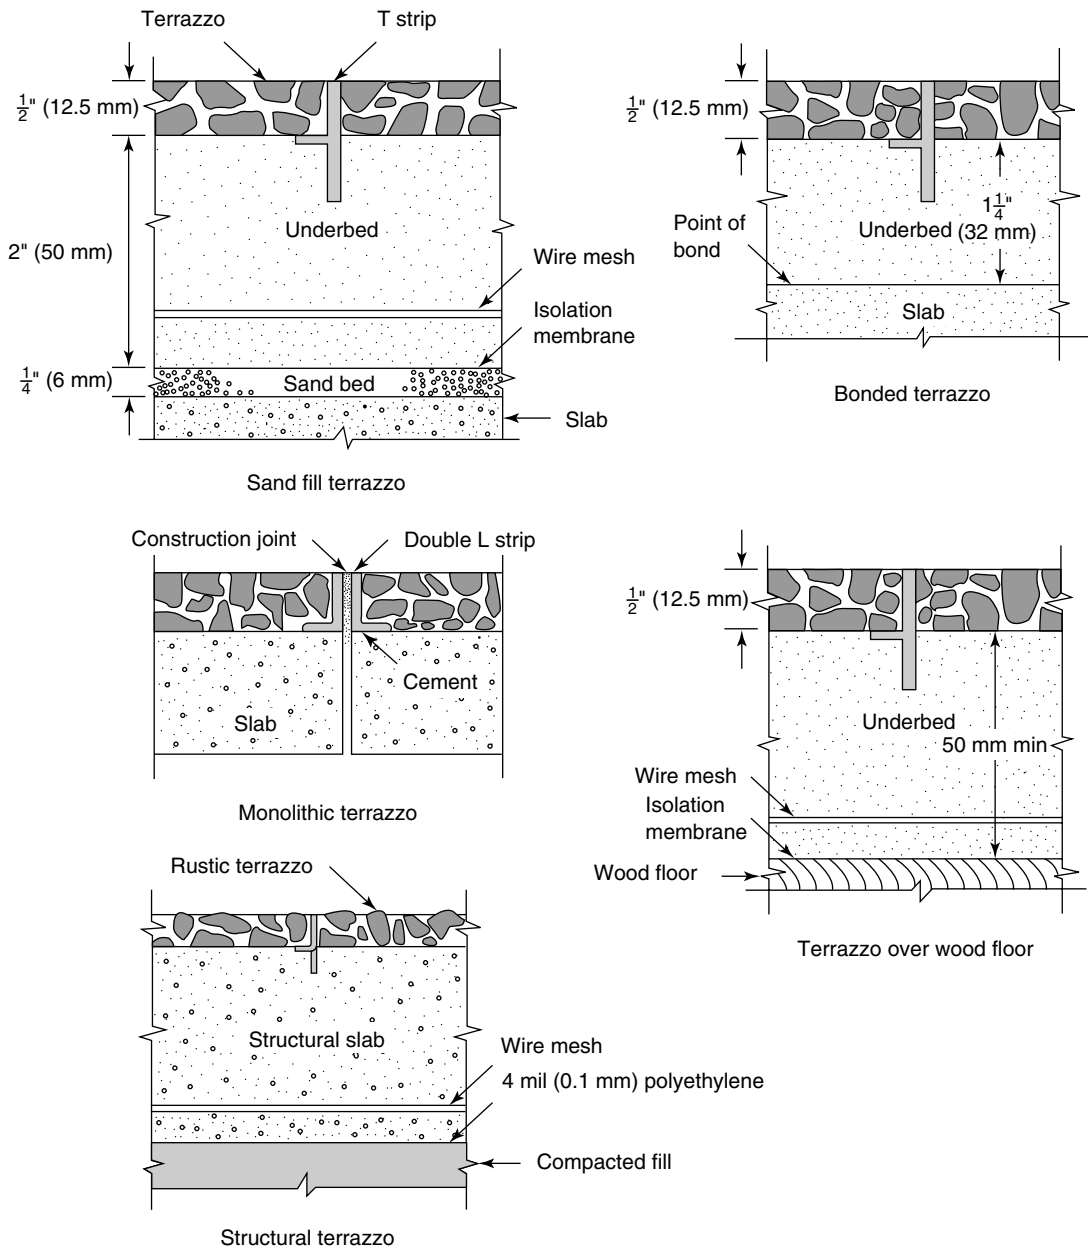 Terrazzo
T strip
1/2" (12.5 mm)
2" (50 mm)
Underbed
Wire mesh
Isolation
membrane
1/4" (6 mm)
Sand bed
Slab
Sand fill terrazzo
1/2" (12.5 mm)
Point of
bond
Underbed
1 1/4"
(32 mm)
Slab
Bonded terrazzo
Construction joint
Double L strip
Cement
Slab
Monolithic terrazzo
1/2" (12.5 mm)
Underbed
50 mm min
Wire mesh
Isolation
membrane
Wood floor
Terrazzo over wood floor
Rustic terrazzo
Structural slab
Wire mesh
4 mil (0.1 mm) polyethylene
Compacted fill
Structural terrazzo